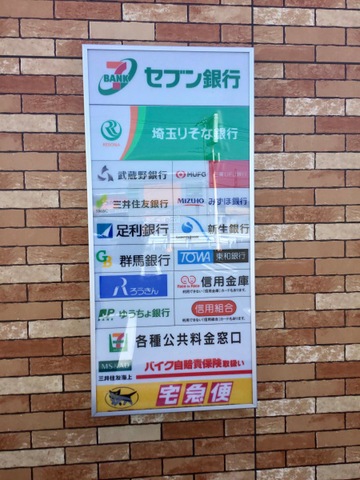 7 BANK セブン銀行
RESONA 埼玉りそな銀行
武蔵野銀行 MUFG
SMBC 三井住友銀行 MIZUHO みずほ銀行
足利銀行 新生銀行
GB 群馬銀行 TOWA 東和銀行
ろうきん 信用金庫
ゆうちょ銀行 信用組合
7 各種公共料金窓口
MS&AD 三井住友海上 バイク自賠責保険取扱い
宅急便